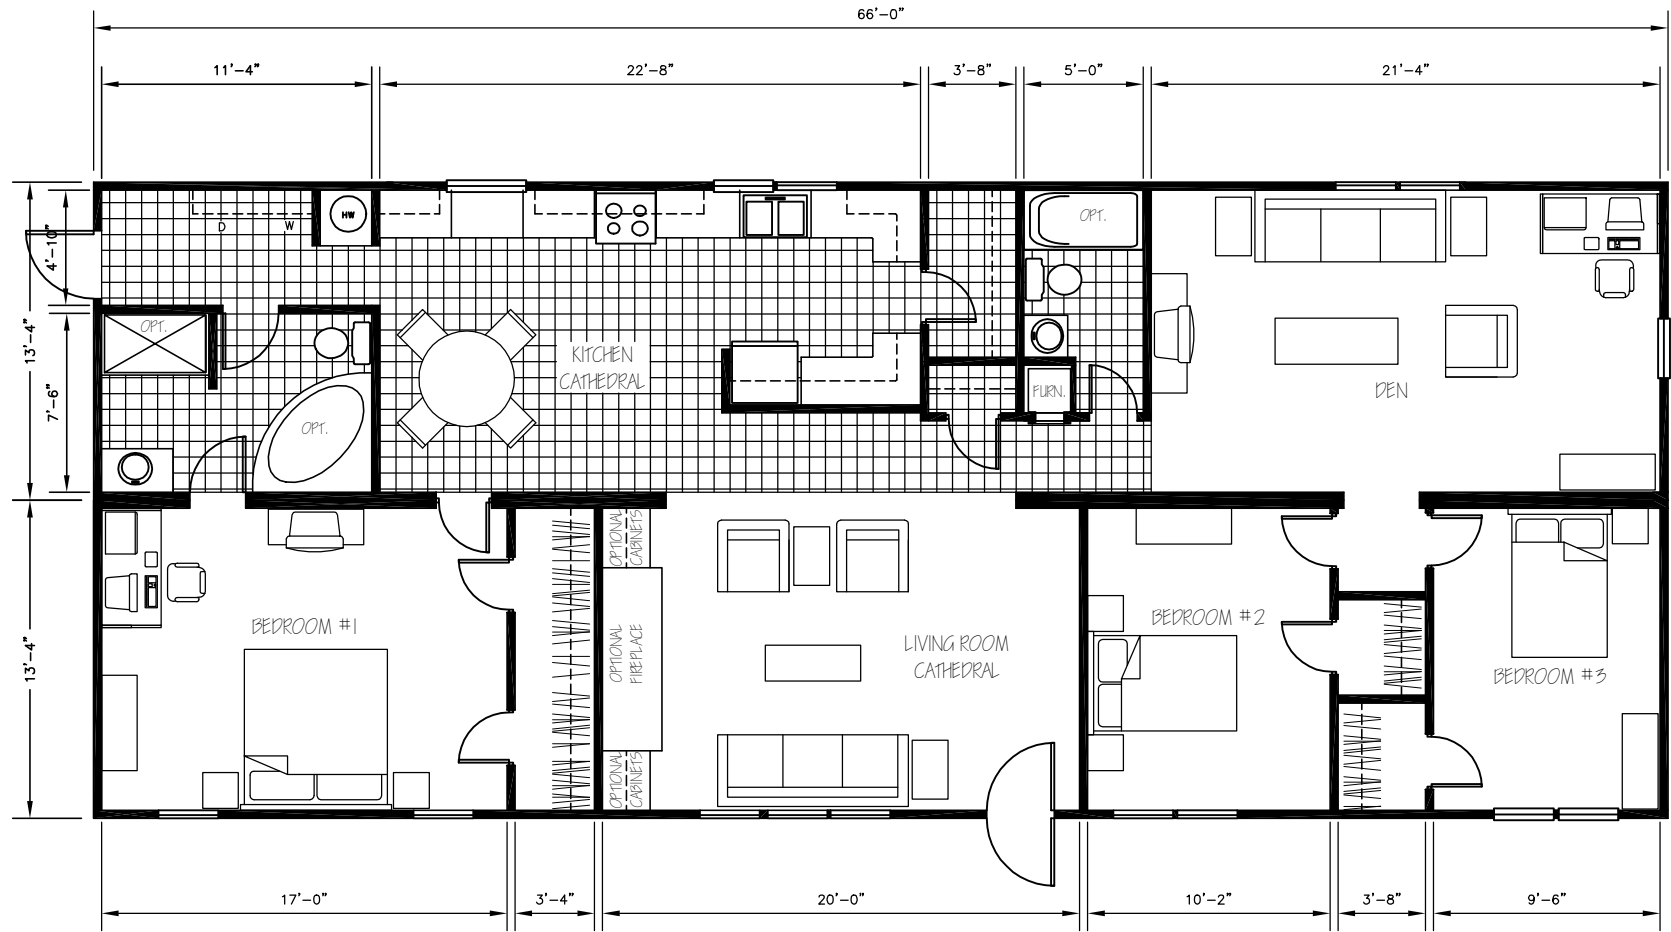 66'-0"
11'-4"
22'-8"
3'-8"
5'-0"
21'-4"
4'-10"
13'-4"
7'-6"
13'-4"
D
W
HW
OPT.
OPT.
OPT.
KITCHEN
CATHEDRAL
FURN.
DEN
OPTIONAL
CABINETS
BEDROOM #1
OPTIONAL
FIREPLACE
LIVING ROOM
CATHEDRAL
BEDROOM #2
BEDROOM #3
OPTIONAL
CABINETS
17'-0"
3'-4"
20'-0"
10'-2"
3'-8"
9'-6"